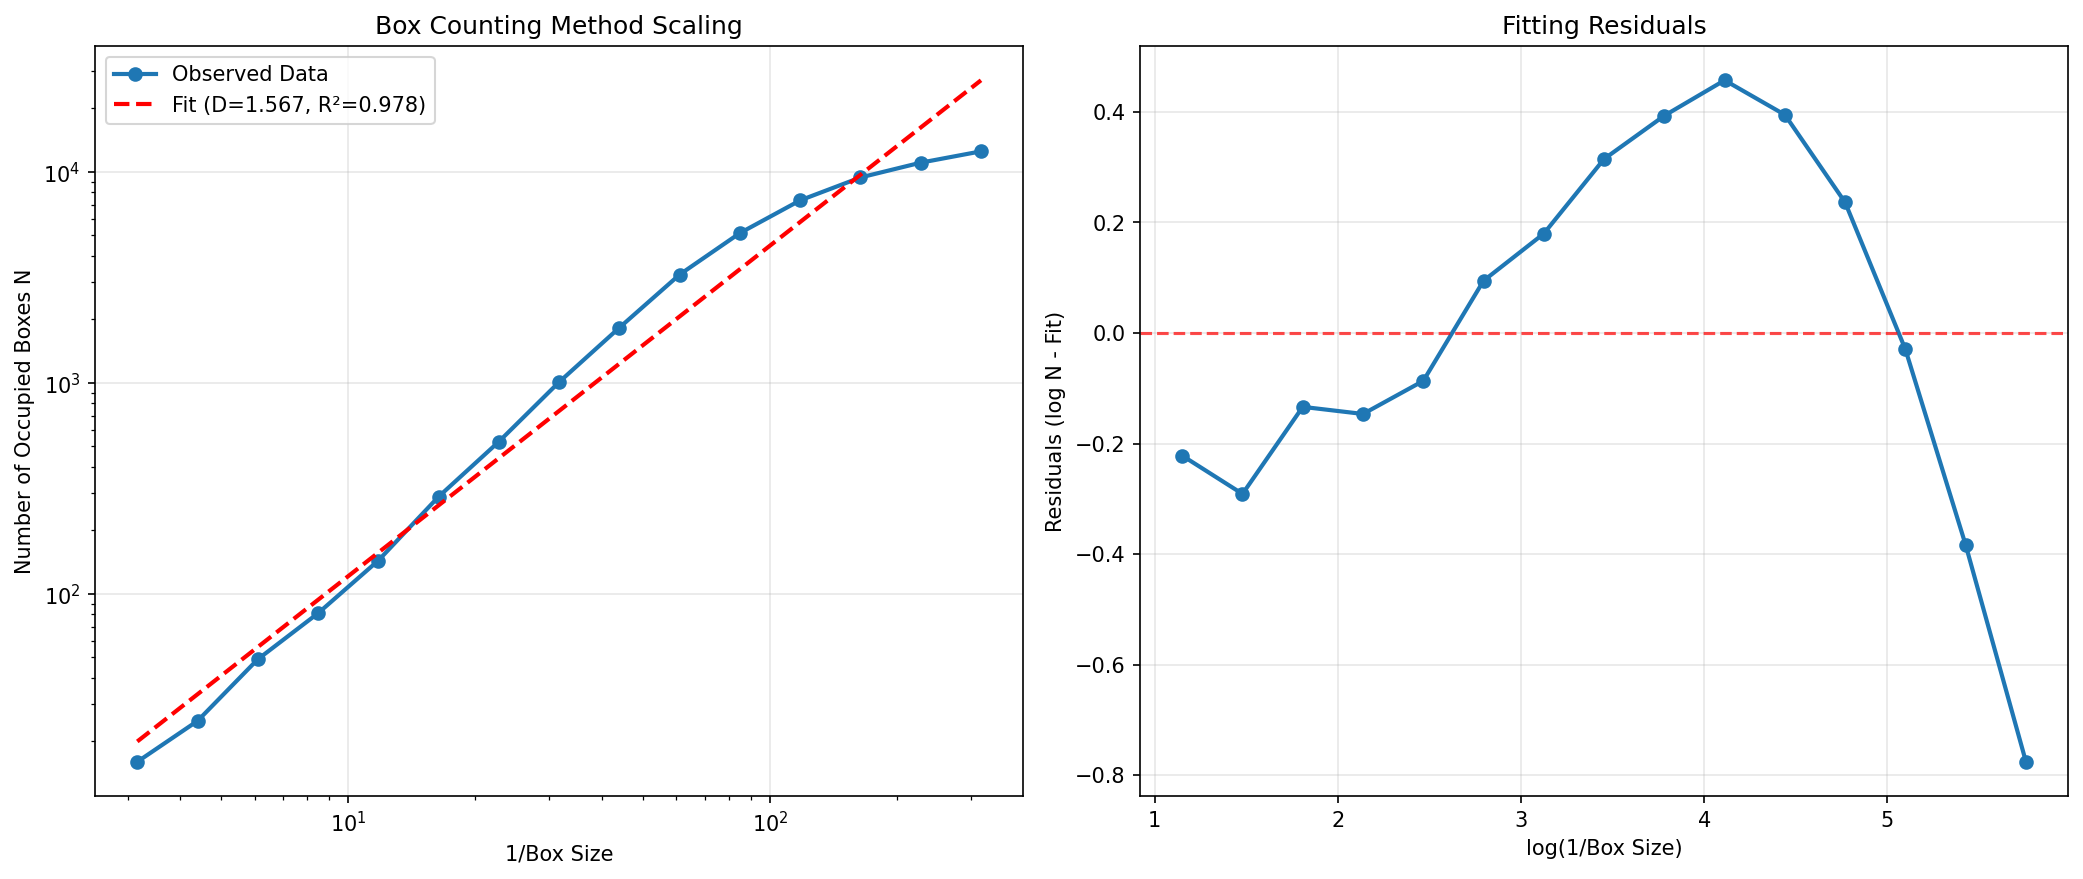 Box Counting Method Scaling
Observed Data
Fit (D=1.567, R²=0.978)
Number of Occupied Boxes N
10⁴
10³
10²
10¹
10²
1/Box Size
Fitting Residuals
Residuals (log N - Fit)
0.4
0.2
0.0
−0.2
−0.4
−0.6
−0.8
1
2
3
4
5
log(1/Box Size)